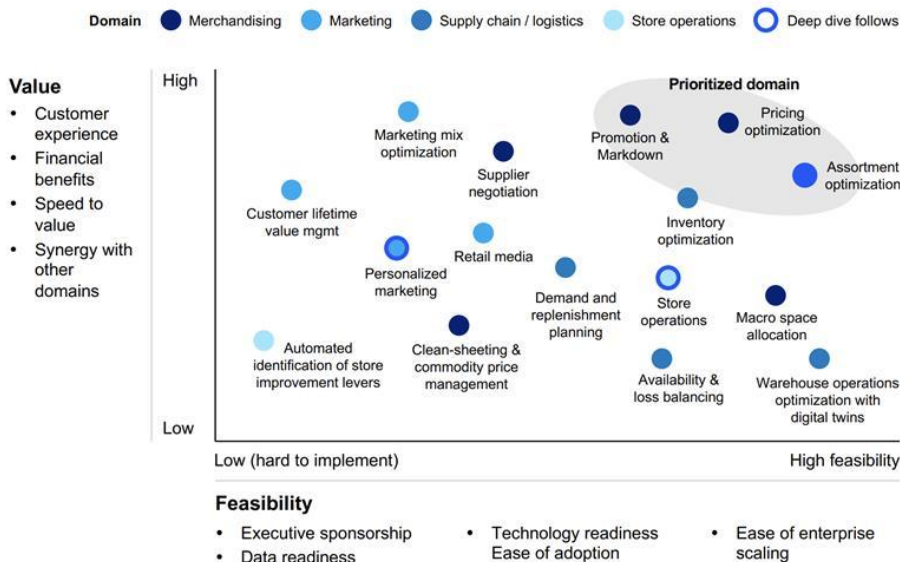 Domain
Merchandising
Marketing
Supply chain / logistics
Store operations
Deep dive follows
Value
• Customer
experience
• Financial
benefits
• Speed to
value
• Synergy with
other
domains
High
Low
Prioritized domain
Marketing mix
optimization
Supplier
negotiation
Promotion &
Markdown
Pricing
optimization
Assortment
optimization
Customer lifetime
value mgmt
Inventory
optimization
Personalized
marketing
Retail media
Demand and
replenishment
planning
Store
operations
Macro space
allocation
Automated
identification of store
improvement levers
Clean-sheeting &
commodity price
management
Availability &
loss balancing
Warehouse operations
optimization with
digital twins
Low (hard to implement)
High feasibility
Feasibility
• Executive sponsorship
• Data readiness
• Technology readiness
Ease of adoption
• Ease of enterprise
scaling